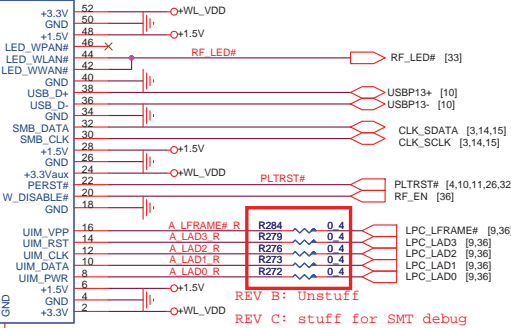 +3.3V 52 +WL_VDD
GND 50
+1.5V 48 +1.5V
LED_WPAN# 46
LED_WLAN# 44 RF_LED# RF_LED# [33]
LED_WWAN# 42
GND 40
USB_D+ 38 USBP13+ [10]
USB_D- 36 USBP13- [10]
GND 34
SMB_DATA 32 CLK_SDATA [3,14,15]
SMB_CLK 30 CLK_SCLK [3,14,15]
+1.5V 28 +1.5V
GND 26
+3.3Vaux 24 +WL_VDD
PERST# 22 PLTRST# PLTRST# [4,10,11,26,32
W_DISABLE# 20 RF_EN [36]
GND 18
UIM_VPP 16 A_LFRAME#_R R284 0_4 LPC_LFRAME# [9,36]
UIM_RST 14 A_LAD3_R R279 0_4 LPC_LAD3 [9,36]
UIM_CLK 12 A_LAD2_R R276 0_4 LPC_LAD2 [9,36]
UIM_DATA 10 A_LAD1_R R273 0_4 LPC_LAD1 [9,36]
UIM_PWR 8 A_LAD0_R R272 0_4 LPC_LAD0 [9,36]
+1.5V 6 +1.5V
GND 4
+3.3V 2 +WL_VDD
GND
REV B: Unstuff
REV C: stuff for SMT debug